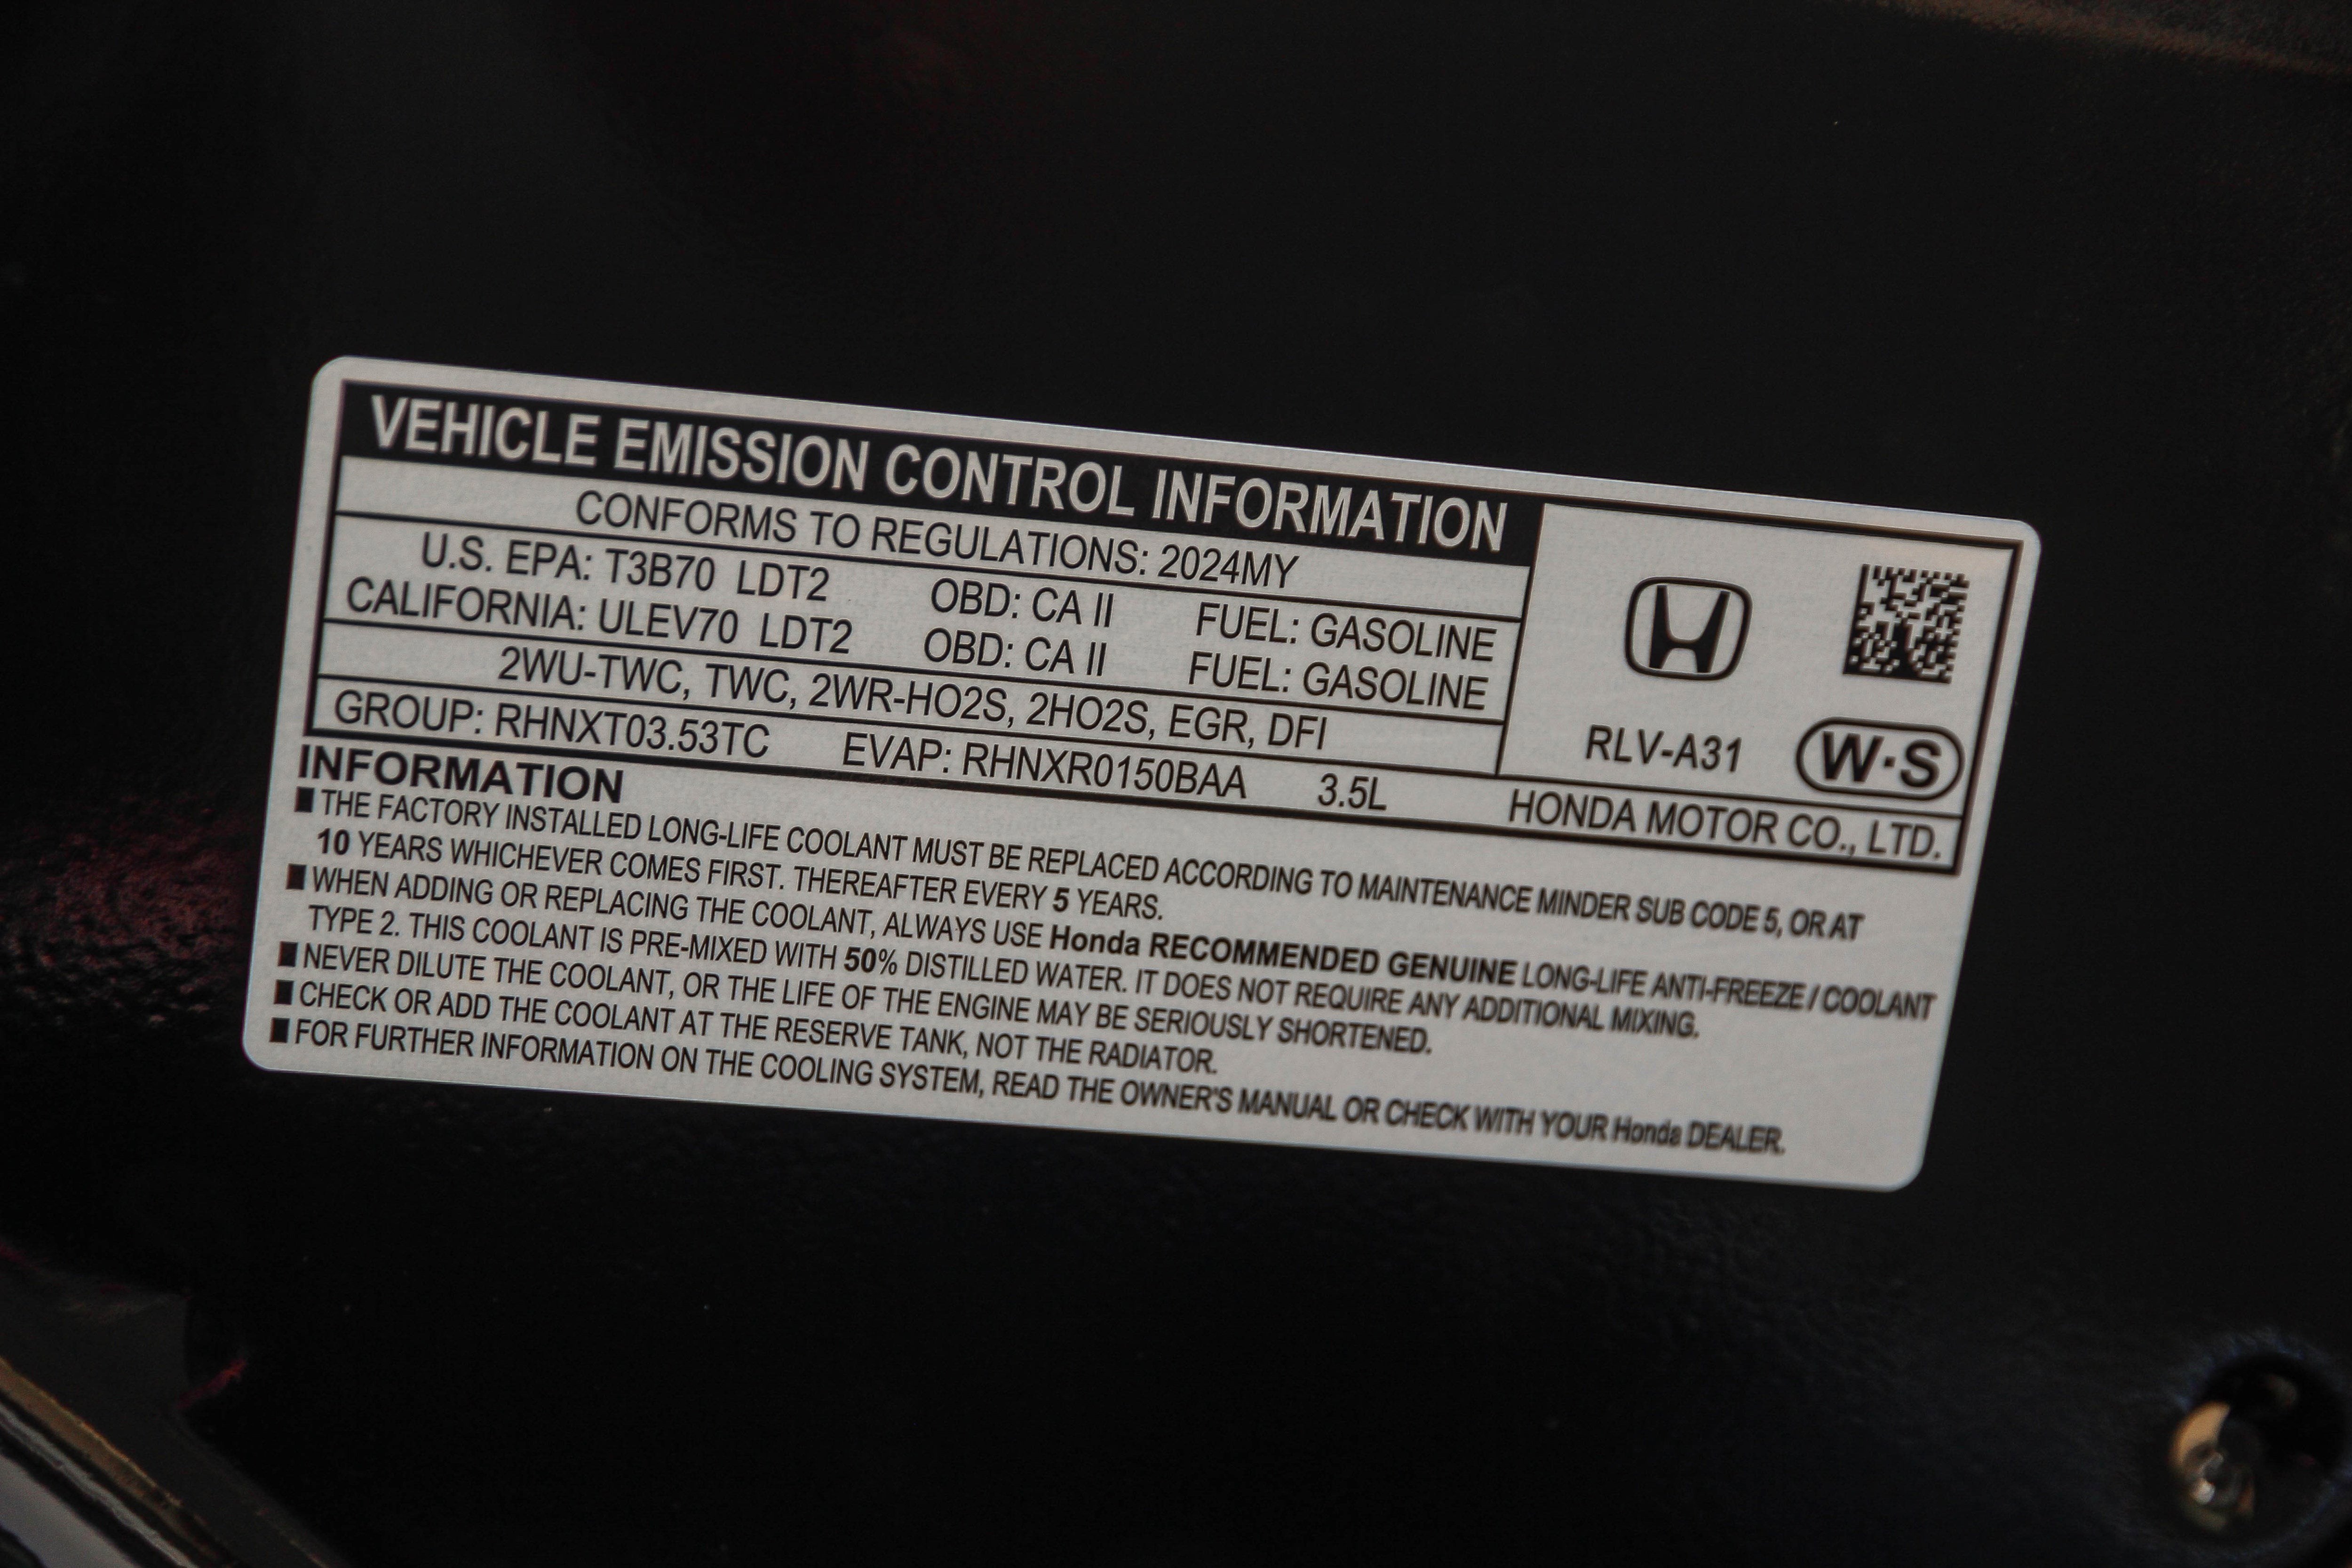 VEHICLE EMISSION CONTROL INFORMATION
CONFORMS TO REGULATIONS: 2024MY
U.S. EPA: T3B70 LDT2 OBD: CA II FUEL: GASOLINE
CALIFORNIA: ULEV70 LDT2 OBD: CA II FUEL: GASOLINE
2WU-TWC, TWC, 2WR-HO2S, 2HO2S, EGR, DFI
RLV-A31 W·S
GROUP: RHNXT03.53TC EVAP: RHNXR0150BAA 3.5L HONDA MOTOR CO., LTD.
INFORMATION
■ THE FACTORY INSTALLED LONG-LIFE COOLANT MUST BE REPLACED ACCORDING TO MAINTENANCE MINDER SUB CODE 5, OR AT
10 YEARS WHICHEVER COMES FIRST. THEREAFTER EVERY 5 YEARS.
■ WHEN ADDING OR REPLACING THE COOLANT, ALWAYS USE Honda RECOMMENDED GENUINE LONG-LIFE ANTI-FREEZE / COOLANT
TYPE 2. THIS COOLANT IS PRE-MIXED WITH 50% DISTILLED WATER. IT DOES NOT REQUIRE ANY ADDITIONAL MIXING.
■ NEVER DILUTE THE COOLANT, OR THE LIFE OF THE ENGINE MAY BE SERIOUSLY SHORTENED.
■ CHECK OR ADD THE COOLANT AT THE RESERVE TANK, NOT THE RADIATOR.
■ FOR FURTHER INFORMATION ON THE COOLING SYSTEM, READ THE OWNER'S MANUAL OR CHECK WITH YOUR Honda DEALER.